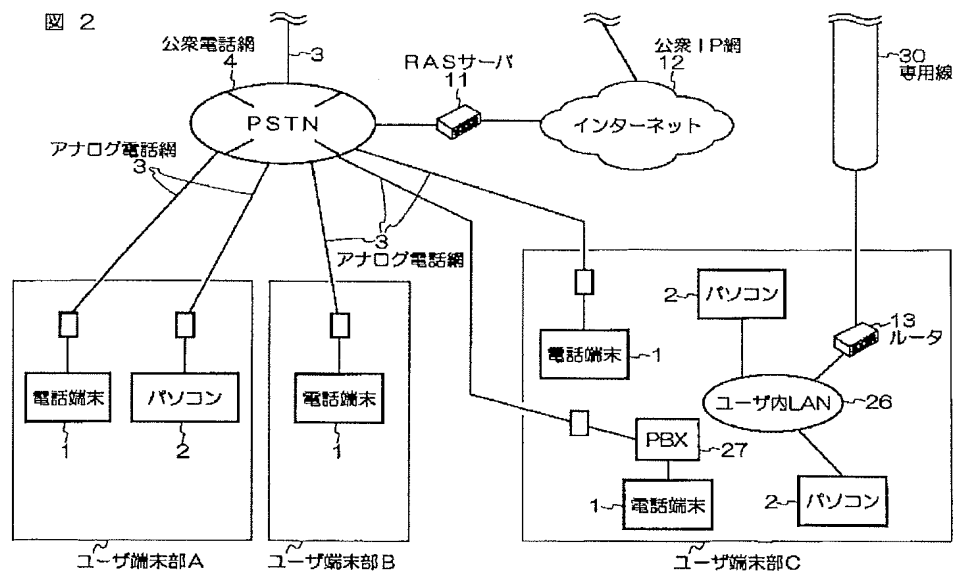 図 2
公衆電話網
4
3
RASサーバ
11
公衆IP網
12
30
専用線
PSTN
インターネット
アナログ電話網
3
3
3
アナログ電話網
2
パソコン
13
ルータ
電話端末
1
ユーザ内LAN
26
電話端末
1
パソコン
2
電話端末
1
PBX
27
1
電話端末
2
パソコン
ユーザ端末部A
ユーザ端末部B
ユーザ端末部C